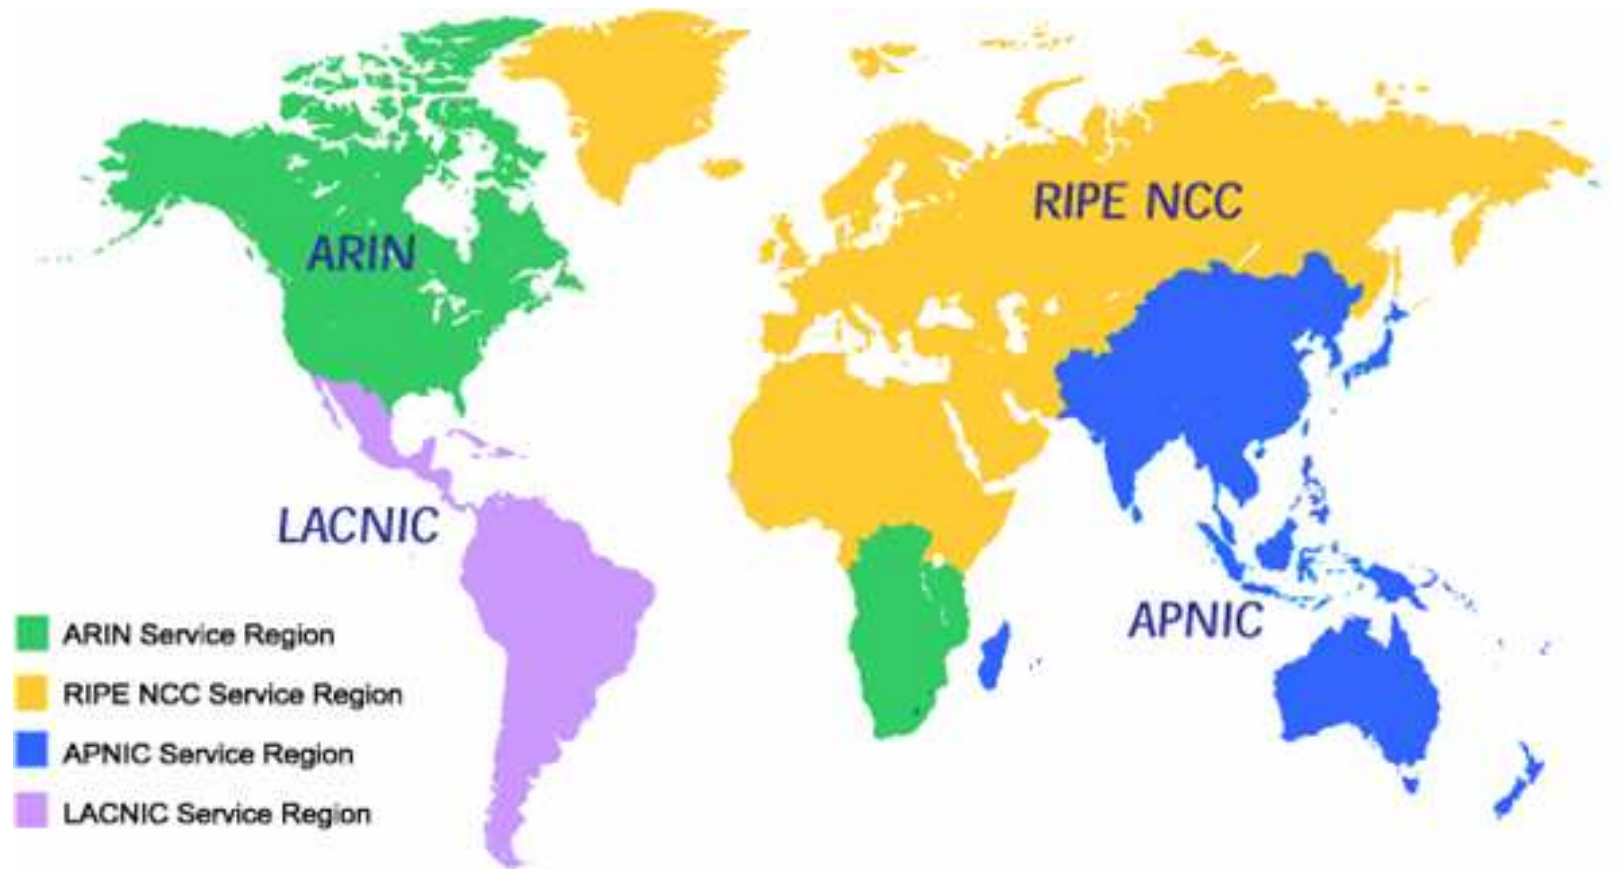 RIPE NCC
ARIN
LACNIC
APNIC
ARIN Service Region
RIPE NCC Service Region
APNIC Service Region
LACNIC Service Region